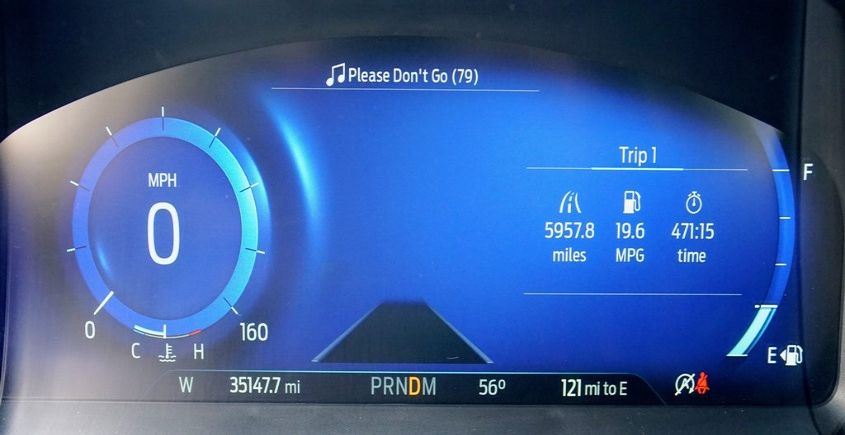 Please Don't Go (79)
Trip 1
F
MPH
0
5957.8 19.6 471:15
miles MPG time
0 160
C H
E
W 35147.7 mi PRNDM 56º 121 mi to E
A